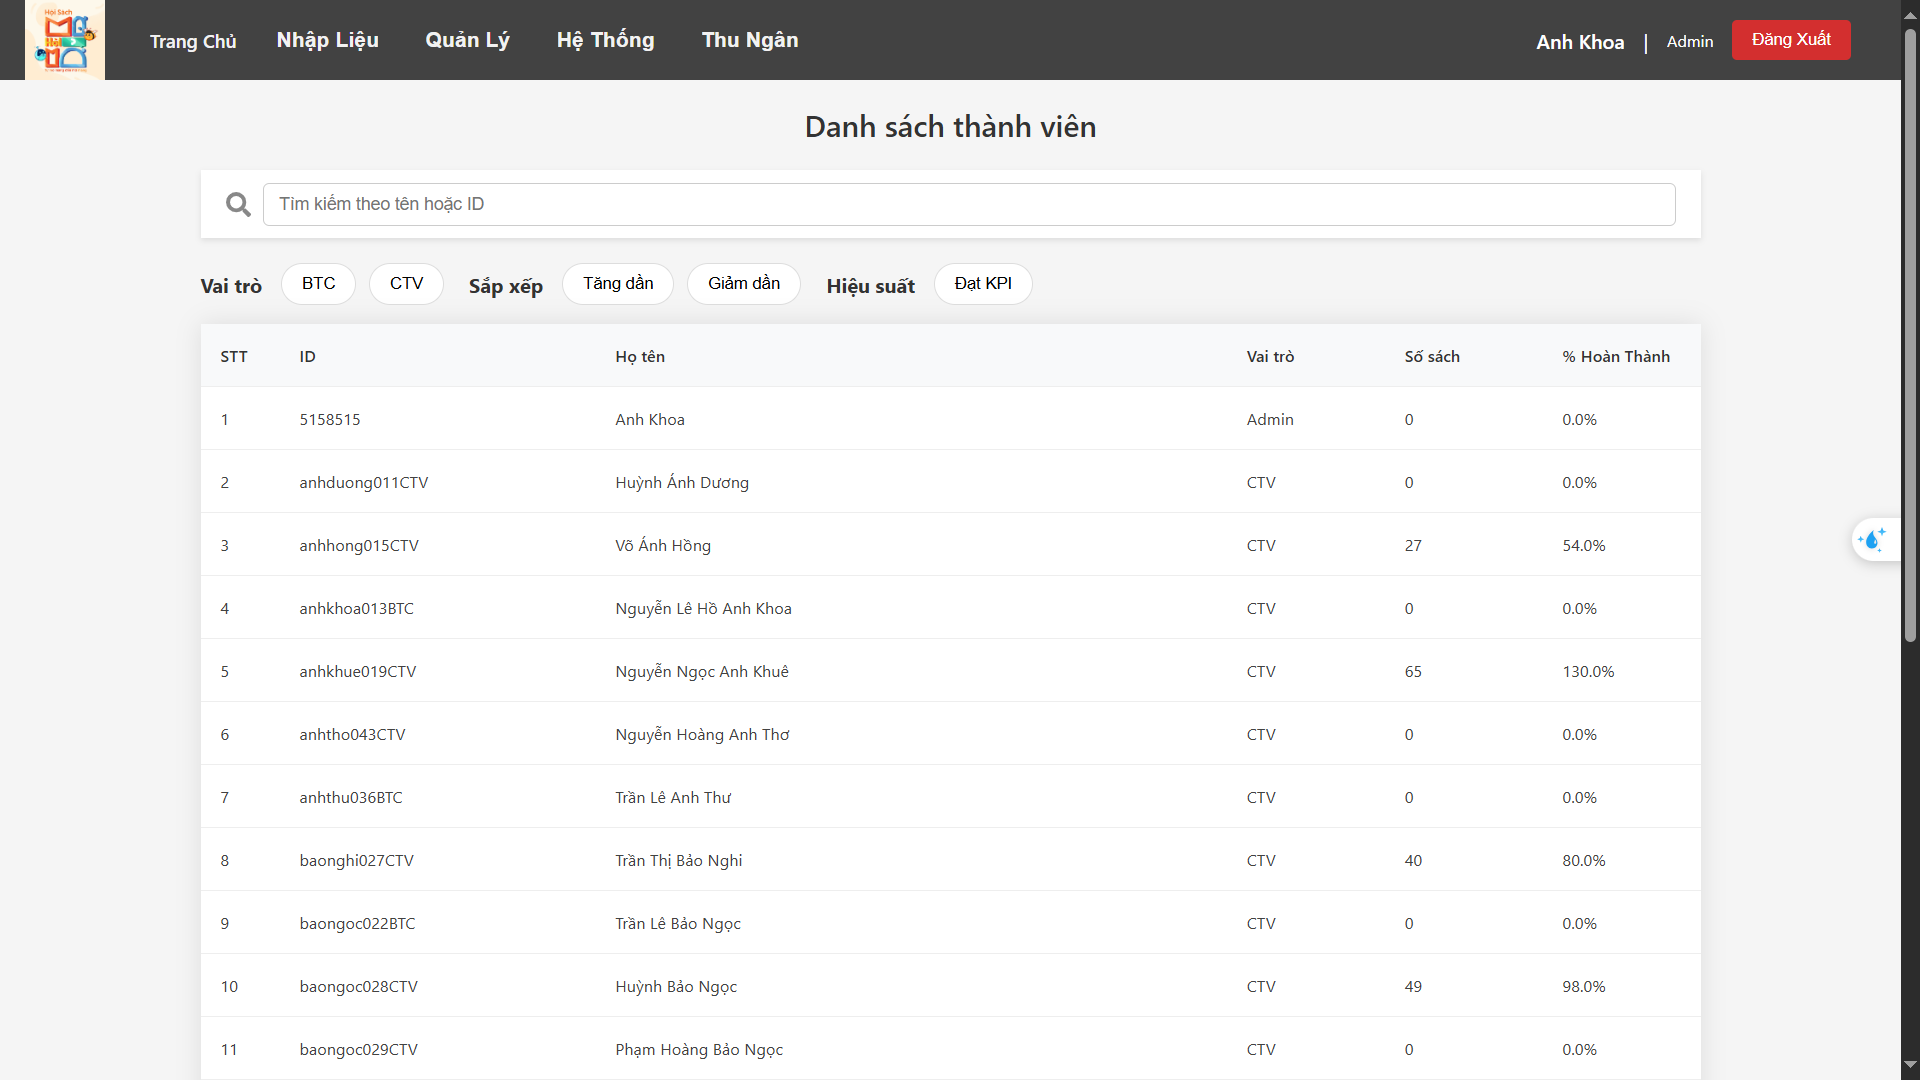 Hội Sách
Trang Chủ Nhập Liệu Quản Lý Hệ Thống Thu Ngân Anh Khoa | Admin Đăng Xuất
Danh sách thành viên
Tìm kiếm theo tên hoặc ID
Vai trò BTC CTV Sắp xếp Tăng dần Giảm dần Hiệu suất Đạt KPI
STT ID Họ tên Vai trò Số sách % Hoàn Thành
1 5158515 Anh Khoa Admin 0 0.0%
2 anhduong011CTV Huỳnh Ánh Dương CTV 0 0.0%
3 anhhong015CTV Võ Ánh Hồng CTV 27 54.0%
4 anhkhoa013BTC Nguyễn Lê Hồ Anh Khoa CTV 0 0.0%
5 anhkhue019CTV Nguyễn Ngọc Anh Khuê CTV 65 130.0%
6 anhtho043CTV Nguyễn Hoàng Anh Thơ CTV 0 0.0%
7 anhthu036BTC Trần Lê Anh Thư CTV 0 0.0%
8 baonghi027CTV Trần Thị Bảo Nghi CTV 40 80.0%
9 baongoc022BTC Trần Lê Bảo Ngọc CTV 0 0.0%
10 baongoc028CTV Huỳnh Bảo Ngọc CTV 49 98.0%
11 baongoc029CTV Phạm Hoàng Bảo Ngọc CTV 0 0.0%